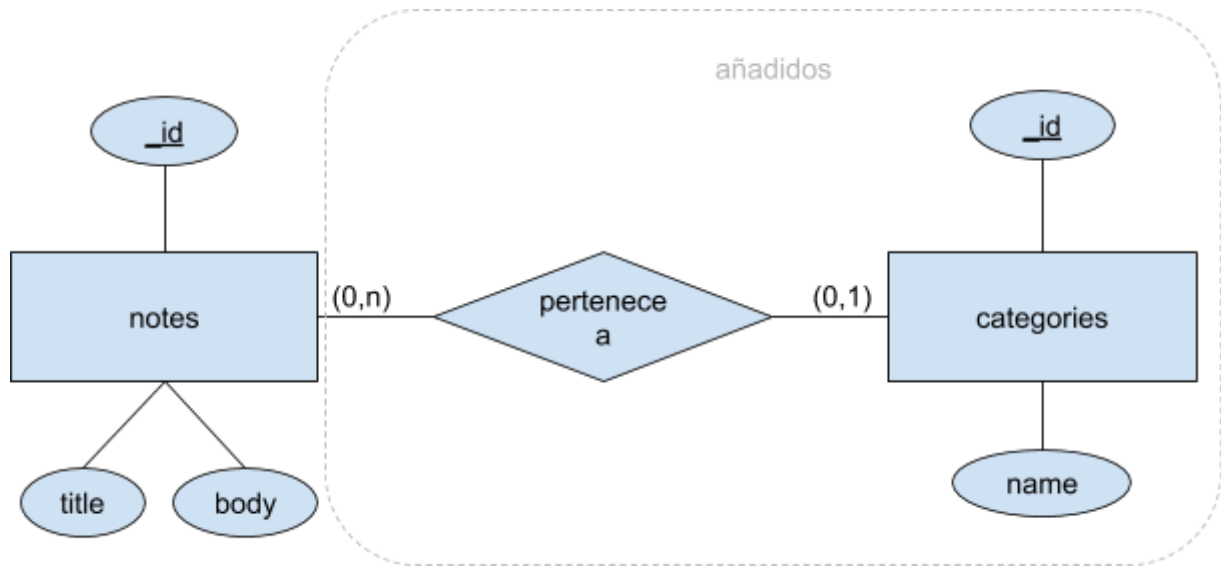 añadidos
_id
_id
notes
(0,n)
pertenece
a
(0,1)
categories
title
body
name